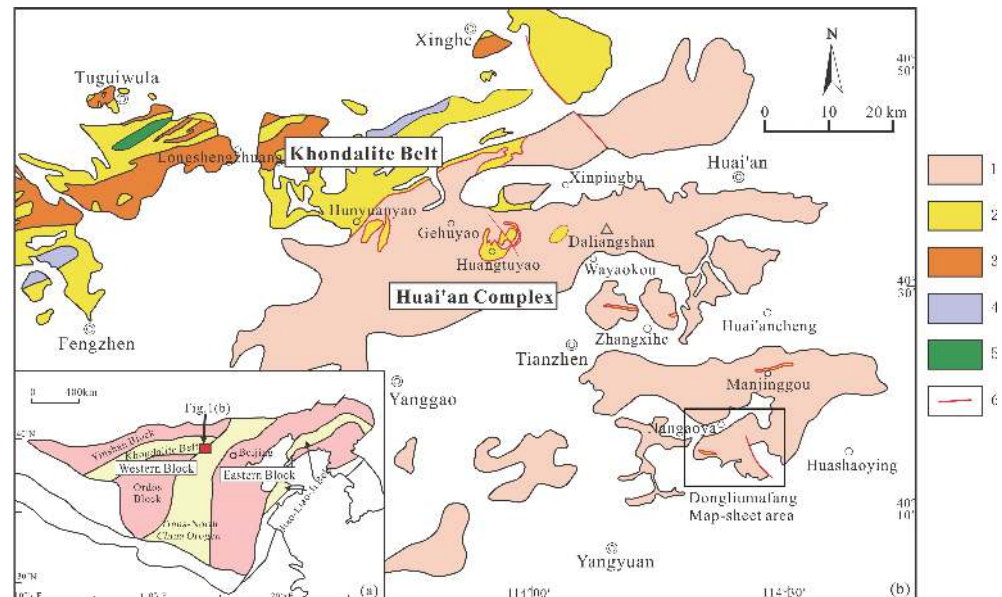 Xinghe
40°
50'
N
Tuguiwula
0 10 20 km
Longshengzhuang
Khondalite Belt
Huai'an
Xinpingbu
Hunyuanyao
Gehuyao
Daliangshan
Huangtuyao
Wayaokou
40°
30'
Huai'an Complex
Huai'ancheng
Zhangxihe
Fengzhen
Tianzhen
Manjinggou
Yanggao
Nangaoya
Huashaoying
Dongliumafang
Map-sheet area
40°
10'
Yangyuan
114°00'
114°30'
(b)
0 400km
Fig.1(b)
40°N
Yinshan Block
Khondalite Belt
Beijing
Western Block
Eastern Block
Ordos
Block
Trans-North
China Orogen
30°N
(a)
1
2
3
4
5
6